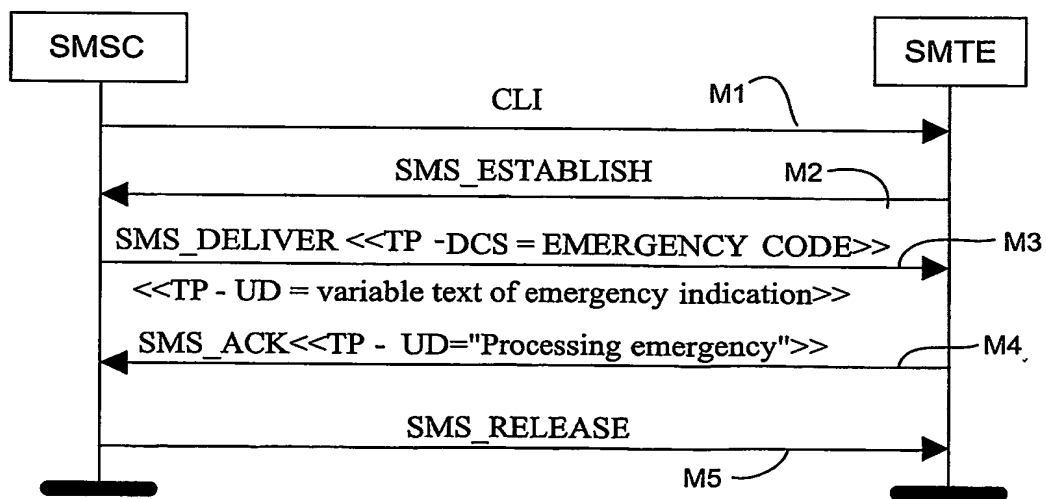 SMSC
SMTE
CLI
M1
SMS_ESTABLISH
M2
SMS_DELIVER <<TP -DCS = EMERGENCY CODE>>
M3
<<TP - UD = variable text of emergency indication>>
SMS_ACK<<TP - UD="Processing emergency">>
M4
SMS_RELEASE
M5